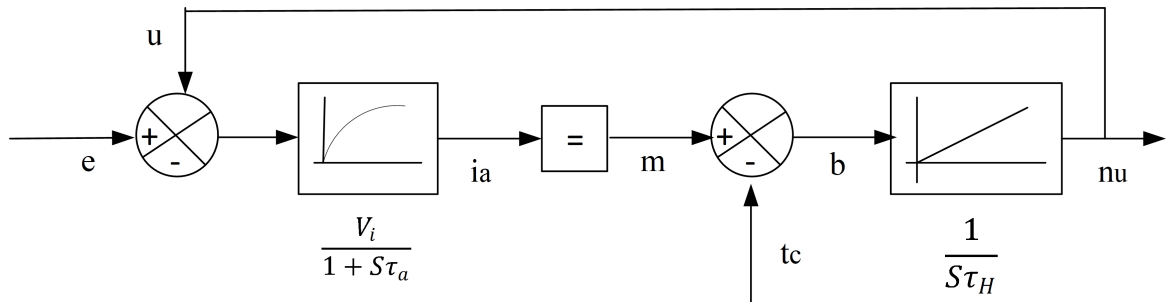 u
+
-
e
ia
=
m
+
-
b
nu
tc
V_i / (1 + Sτ_a)
1 / (Sτ_H)